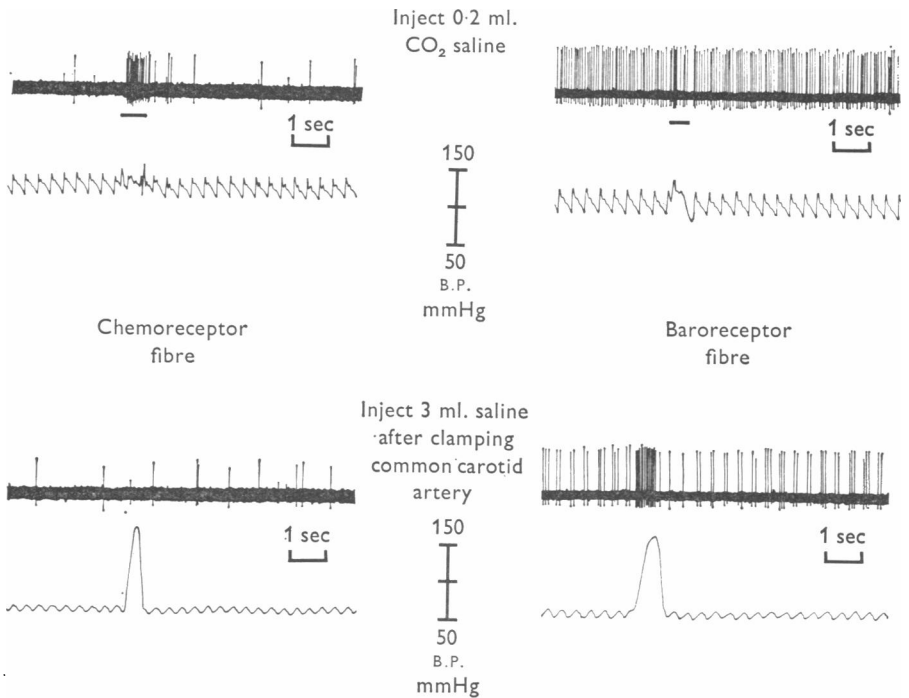 Inject 0·2 ml.
CO₂ saline
1 sec
1 sec
150
50
B.P.
mmHg
Chemoreceptor
fibre
Baroreceptor
fibre
Inject 3 ml. saline
after clamping
common carotid
artery
1 sec
1 sec
150
50
B.P.
mmHg